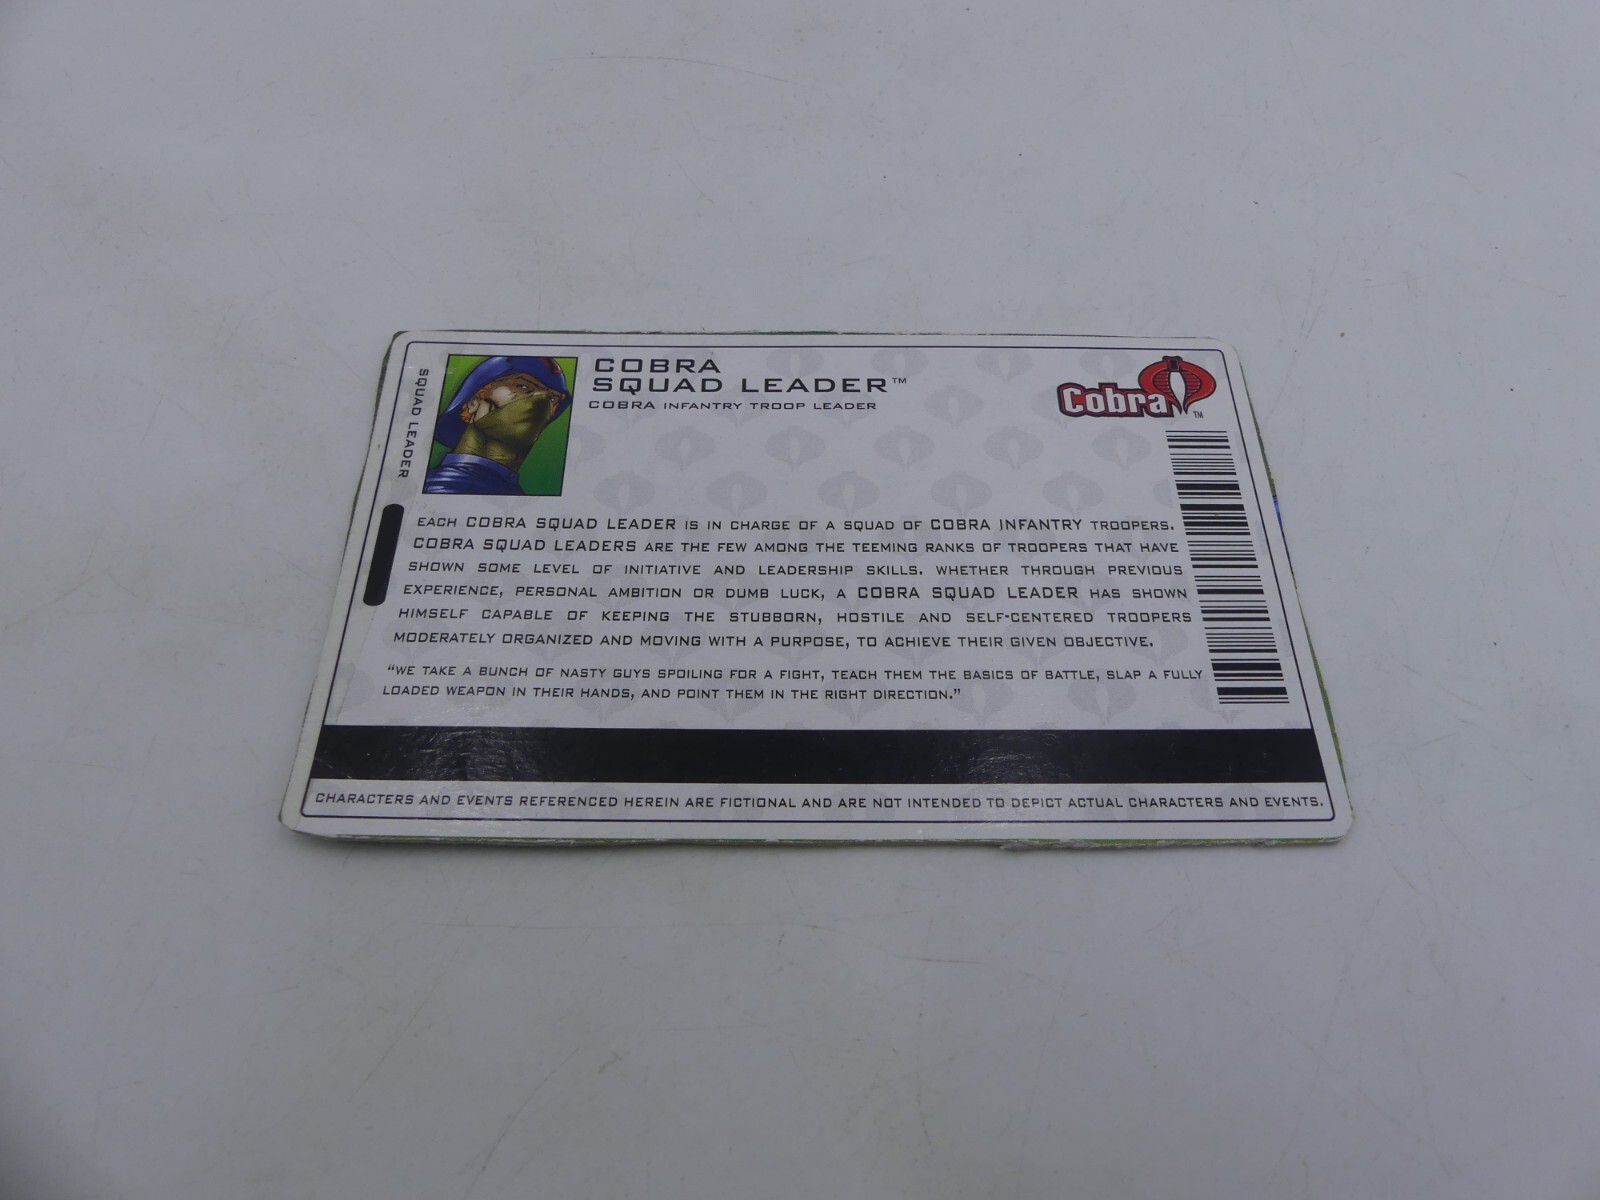 COBRA
SQUAD LEADER™
COBRA INFANTRY TROOP LEADER
Cobra™
SQUAD LEADER
EACH COBRA SQUAD LEADER IS IN CHARGE OF A SQUAD OF COBRA INFANTRY TROOPERS.
COBRA SQUAD LEADERS ARE THE FEW AMONG THE TEEMING RANKS OF TROOPERS THAT HAVE
SHOWN SOME LEVEL OF INITIATIVE AND LEADERSHIP SKILLS. WHETHER THROUGH PREVIOUS
EXPERIENCE, PERSONAL AMBITION OR DUMB LUCK, A COBRA SQUAD LEADER HAS SHOWN
HIMSELF CAPABLE OF KEEPING THE STUBBORN, HOSTILE AND SELF-CENTERED TROOPERS
MODERATELY ORGANIZED AND MOVING WITH A PURPOSE, TO ACHIEVE THEIR GIVEN OBJECTIVE.
“WE TAKE A BUNCH OF NASTY GUYS SPOILING FOR A FIGHT, TEACH THEM THE BASICS OF BATTLE, SLAP A FULLY
LOADED WEAPON IN THEIR HANDS, AND POINT THEM IN THE RIGHT DIRECTION.”
CHARACTERS AND EVENTS REFERENCED HEREIN ARE FICTIONAL AND ARE NOT INTENDED TO DEPICT ACTUAL CHARACTERS AND EVENTS.